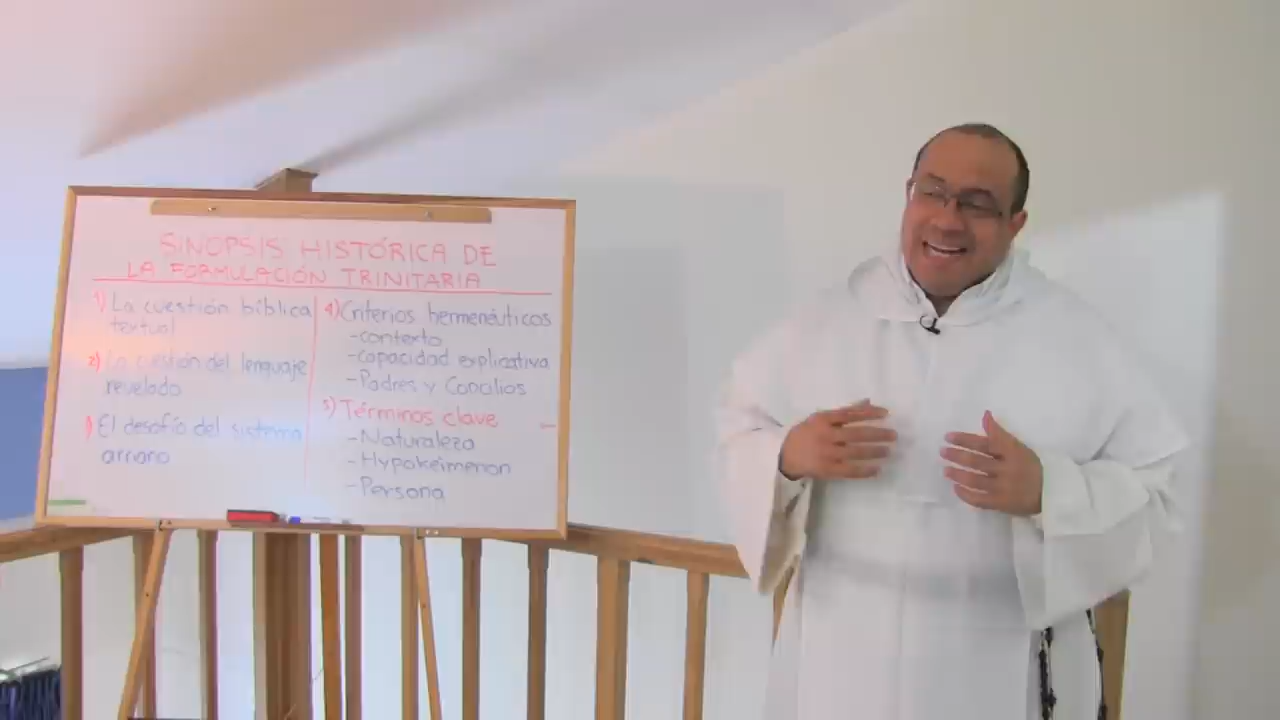 SINOPSIS HISTÓRICA DE
LA FORMULACIÓN TRINITARIA
1) La cuestión bíblica
textual
2) La cuestión del lenguaje
revelado
3) El desafío del sistema
arriano
4) Criterios hermenéuticos
-contexto
-capacidad explicativa
-Padres y Concilios
5) Términos clave
-Naturaleza
-Hypokeimenon
-Persona